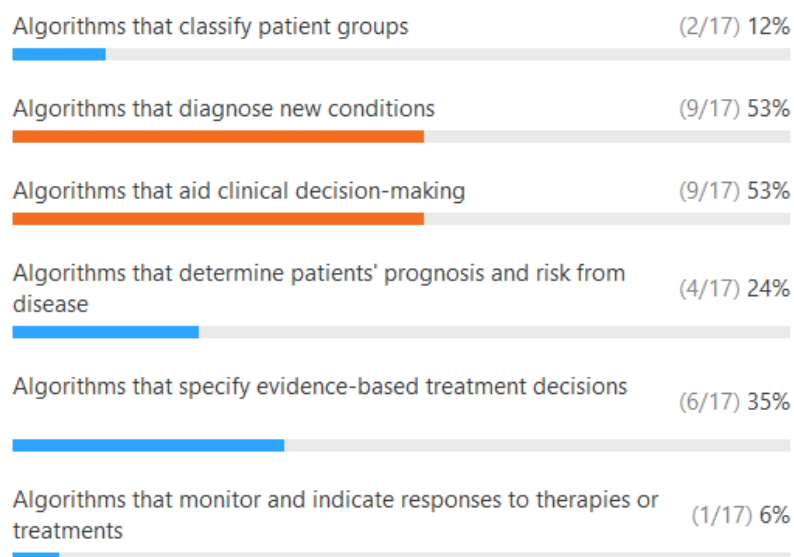 Algorithms that classify patient groups (2/17) 12%
Algorithms that diagnose new conditions (9/17) 53%
Algorithms that aid clinical decision-making (9/17) 53%
Algorithms that determine patients' prognosis and risk from
disease (4/17) 24%
Algorithms that specify evidence-based treatment decisions
(6/17) 35%
Algorithms that monitor and indicate responses to therapies or
treatments (1/17) 6%